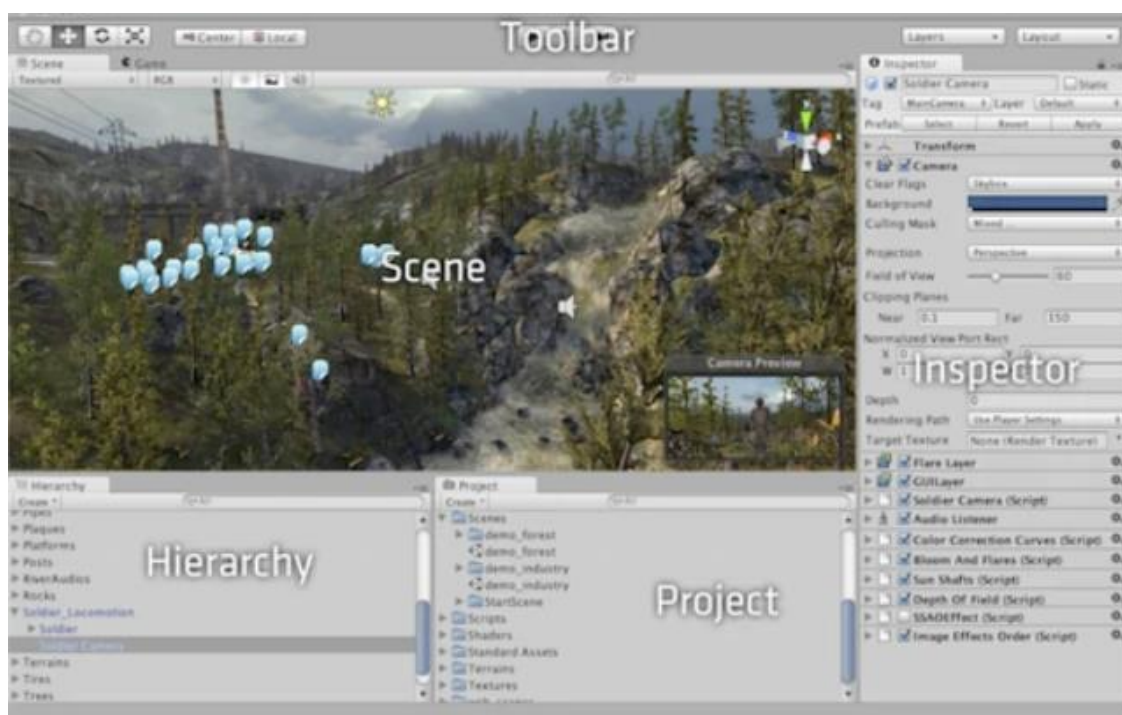 Toolbar
Center Local
Layers Layout
Scene Game
Textured RGB
Inspector
Soldier Camera Static
Tag MainCamera Layer Default
Prefab Select Revert Apply
Transform
Camera
Clear Flags Skybox
Background
Culling Mask Mixed ...
Projection Perspective
Field of View 60
Clipping Planes
Near 0.1 Far 150
Normalized View Port Rect
X 0 Y
W 1
Inspector
Depth 0
Rendering Path Use Player Settings
Target Texture None (Render Texture)
Flare Layer
GUILayer
Soldier Camera (Script)
Audio Listener
Color Correction Curves (Script)
Bloom And Flares (Script)
Sun Shafts (Script)
Depth Of Field (Script)
SSAOEffect (Script)
Image Effects Order (Script)
Scene
Camera Preview
Hierarchy
Create
Pipes
Plaques
Platforms
Posts
RiverAudios
Rocks
Soldier_Locomotion
Soldier
Soldier Camera
Terrains
Tires
Trees
Hierarchy
Project
Create
Scenes
demo_forest
demo_forest
demo_industry
demo_industry
StartScene
Scripts
Shaders
Standard Assets
Terrains
Textures
Project